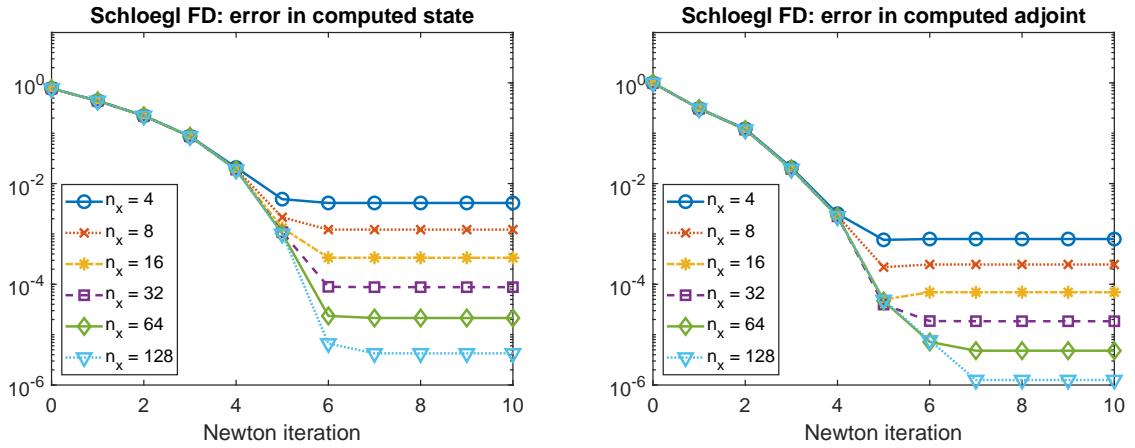 Schloegl FD: error in computed state
10^0
10^-2
10^-4
10^-6
n_x = 4
n_x = 8
n_x = 16
n_x = 32
n_x = 64
n_x = 128
0 2 4 6 8 10
Newton iteration
Schloegl FD: error in computed adjoint
10^0
10^-2
10^-4
10^-6
n_x = 4
n_x = 8
n_x = 16
n_x = 32
n_x = 64
n_x = 128
0 2 4 6 8 10
Newton iteration